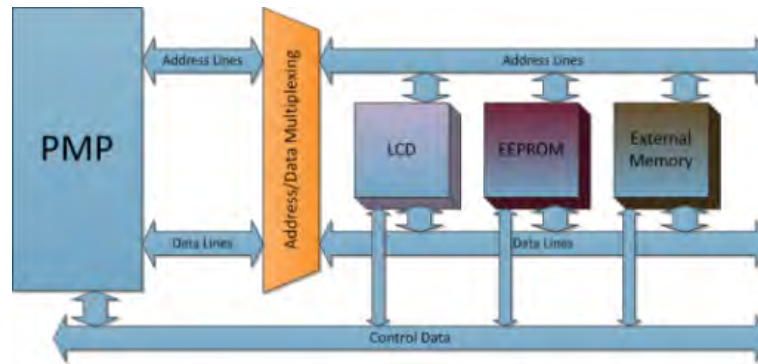 PMP
Address Lines
Address/Data Multiplexing
Address Lines
LCD
EEPROM
External
Memory
Data Lines
Data Lines
Control Data